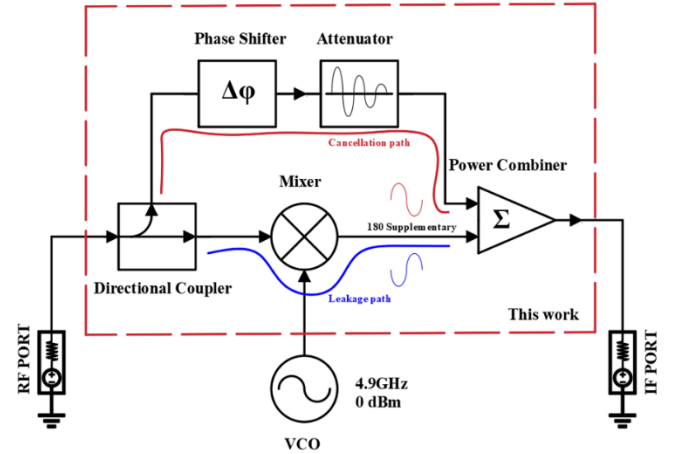 Phase Shifter
Attenuator
Δφ
Cancellation path
Power Combiner
Mixer
Σ
180 Supplementary
Directional Coupler
Leakage path
This work
RF PORT
IF PORT
4.9GHz
0 dBm
VCO